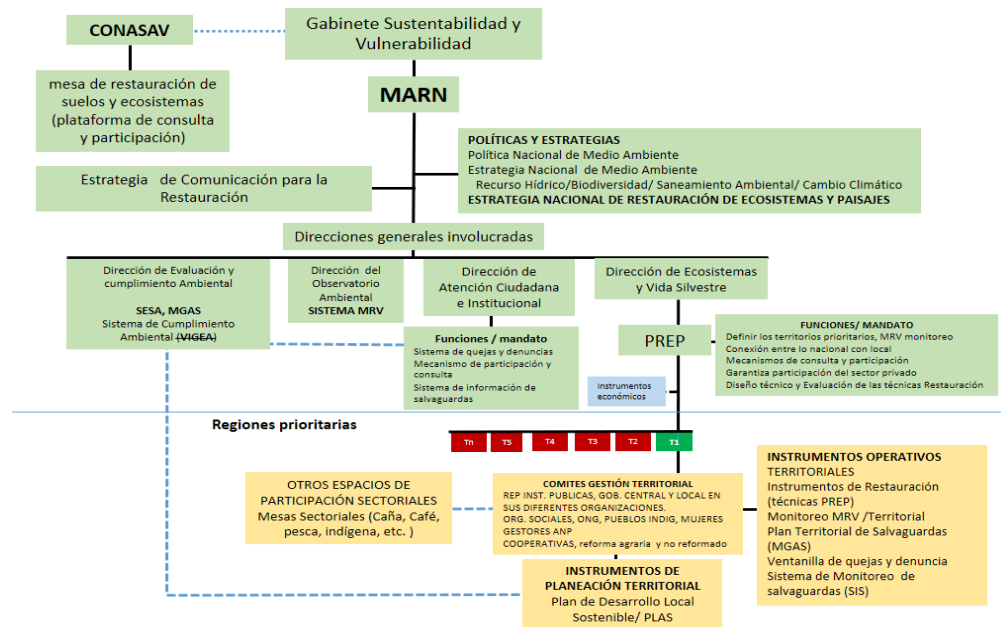 CONASAV
Gabinete Sustentabilidad y
Vulnerabilidad
mesa de restauración de
suelos y ecosistemas
(plataforma de consulta
y participación)
MARN
POLÍTICAS Y ESTRATEGIAS
Política Nacional de Medio Ambiente
Estrategia Nacional de Medio Ambiente
Recurso Hídrico/Biodiversidad/ Saneamiento Ambiental/ Cambio Climático
ESTRATEGIA NACIONAL DE RESTAURACIÓN DE ECOSISTEMAS Y PAISAJES
Estrategia de Comunicación para la
Restauración
Direcciones generales involucradas
Dirección de Evaluación y
cumplimiento Ambiental
SESA, MGAS
Sistema de Cumplimiento
Ambiental (VIGEA)
Dirección del
Observatorio
Ambiental
SISTEMA MRV
Dirección de
Atención Ciudadana
e Institucional
Funciones / mandato
Sistema de quejas y denuncias
Mecanismo de participación y
consulta
Sistema de información de
salvaguardas
Dirección de Ecosistemas
y Vida Silvestre
PREP
FUNCIONES/ MANDATO
Definir los territorios prioritarios, MRV monitoreo
Conexión entre lo nacional con local
Mecanismos de consulta y participación
Garantiza participación del sector privado
Diseño técnico y Evaluación de las técnicas Restauración
Instrumentos
económicos
Regiones prioritarias
Tn T5 T4 T3 T2 T1
OTROS ESPACIOS DE
PARTICIPACIÓN SECTORIALES
Mesas Sectoriales (Caña, Café,
pesca, indígena, etc. )
COMITES GESTIÓN TERRITORIAL
REP INST. PUBLICAS, GOB. CENTRAL Y LOCAL EN
SUS DIFERENTES ORGANIZACIONES.
ORG. SOCIALES, ONG, PUEBLOS INDIG, MUJERES
GESTORES ANP
COOPERATIVAS, reforma agraria y no reformado
INSTRUMENTOS OPERATIVOS
TERRITORIALES
Instrumentos de Restauración
(técnicas PREP)
Monitoreo MRV /Territorial
Plan Territorial de Salvaguardas
(MGAS)
Ventanilla de quejas y denuncia
Sistema de Monitoreo de
salvaguardas (SIS)
INSTRUMENTOS DE
PLANEACIÓN TERRITORIAL
Plan de Desarrollo Local
Sostenible/ PLAS